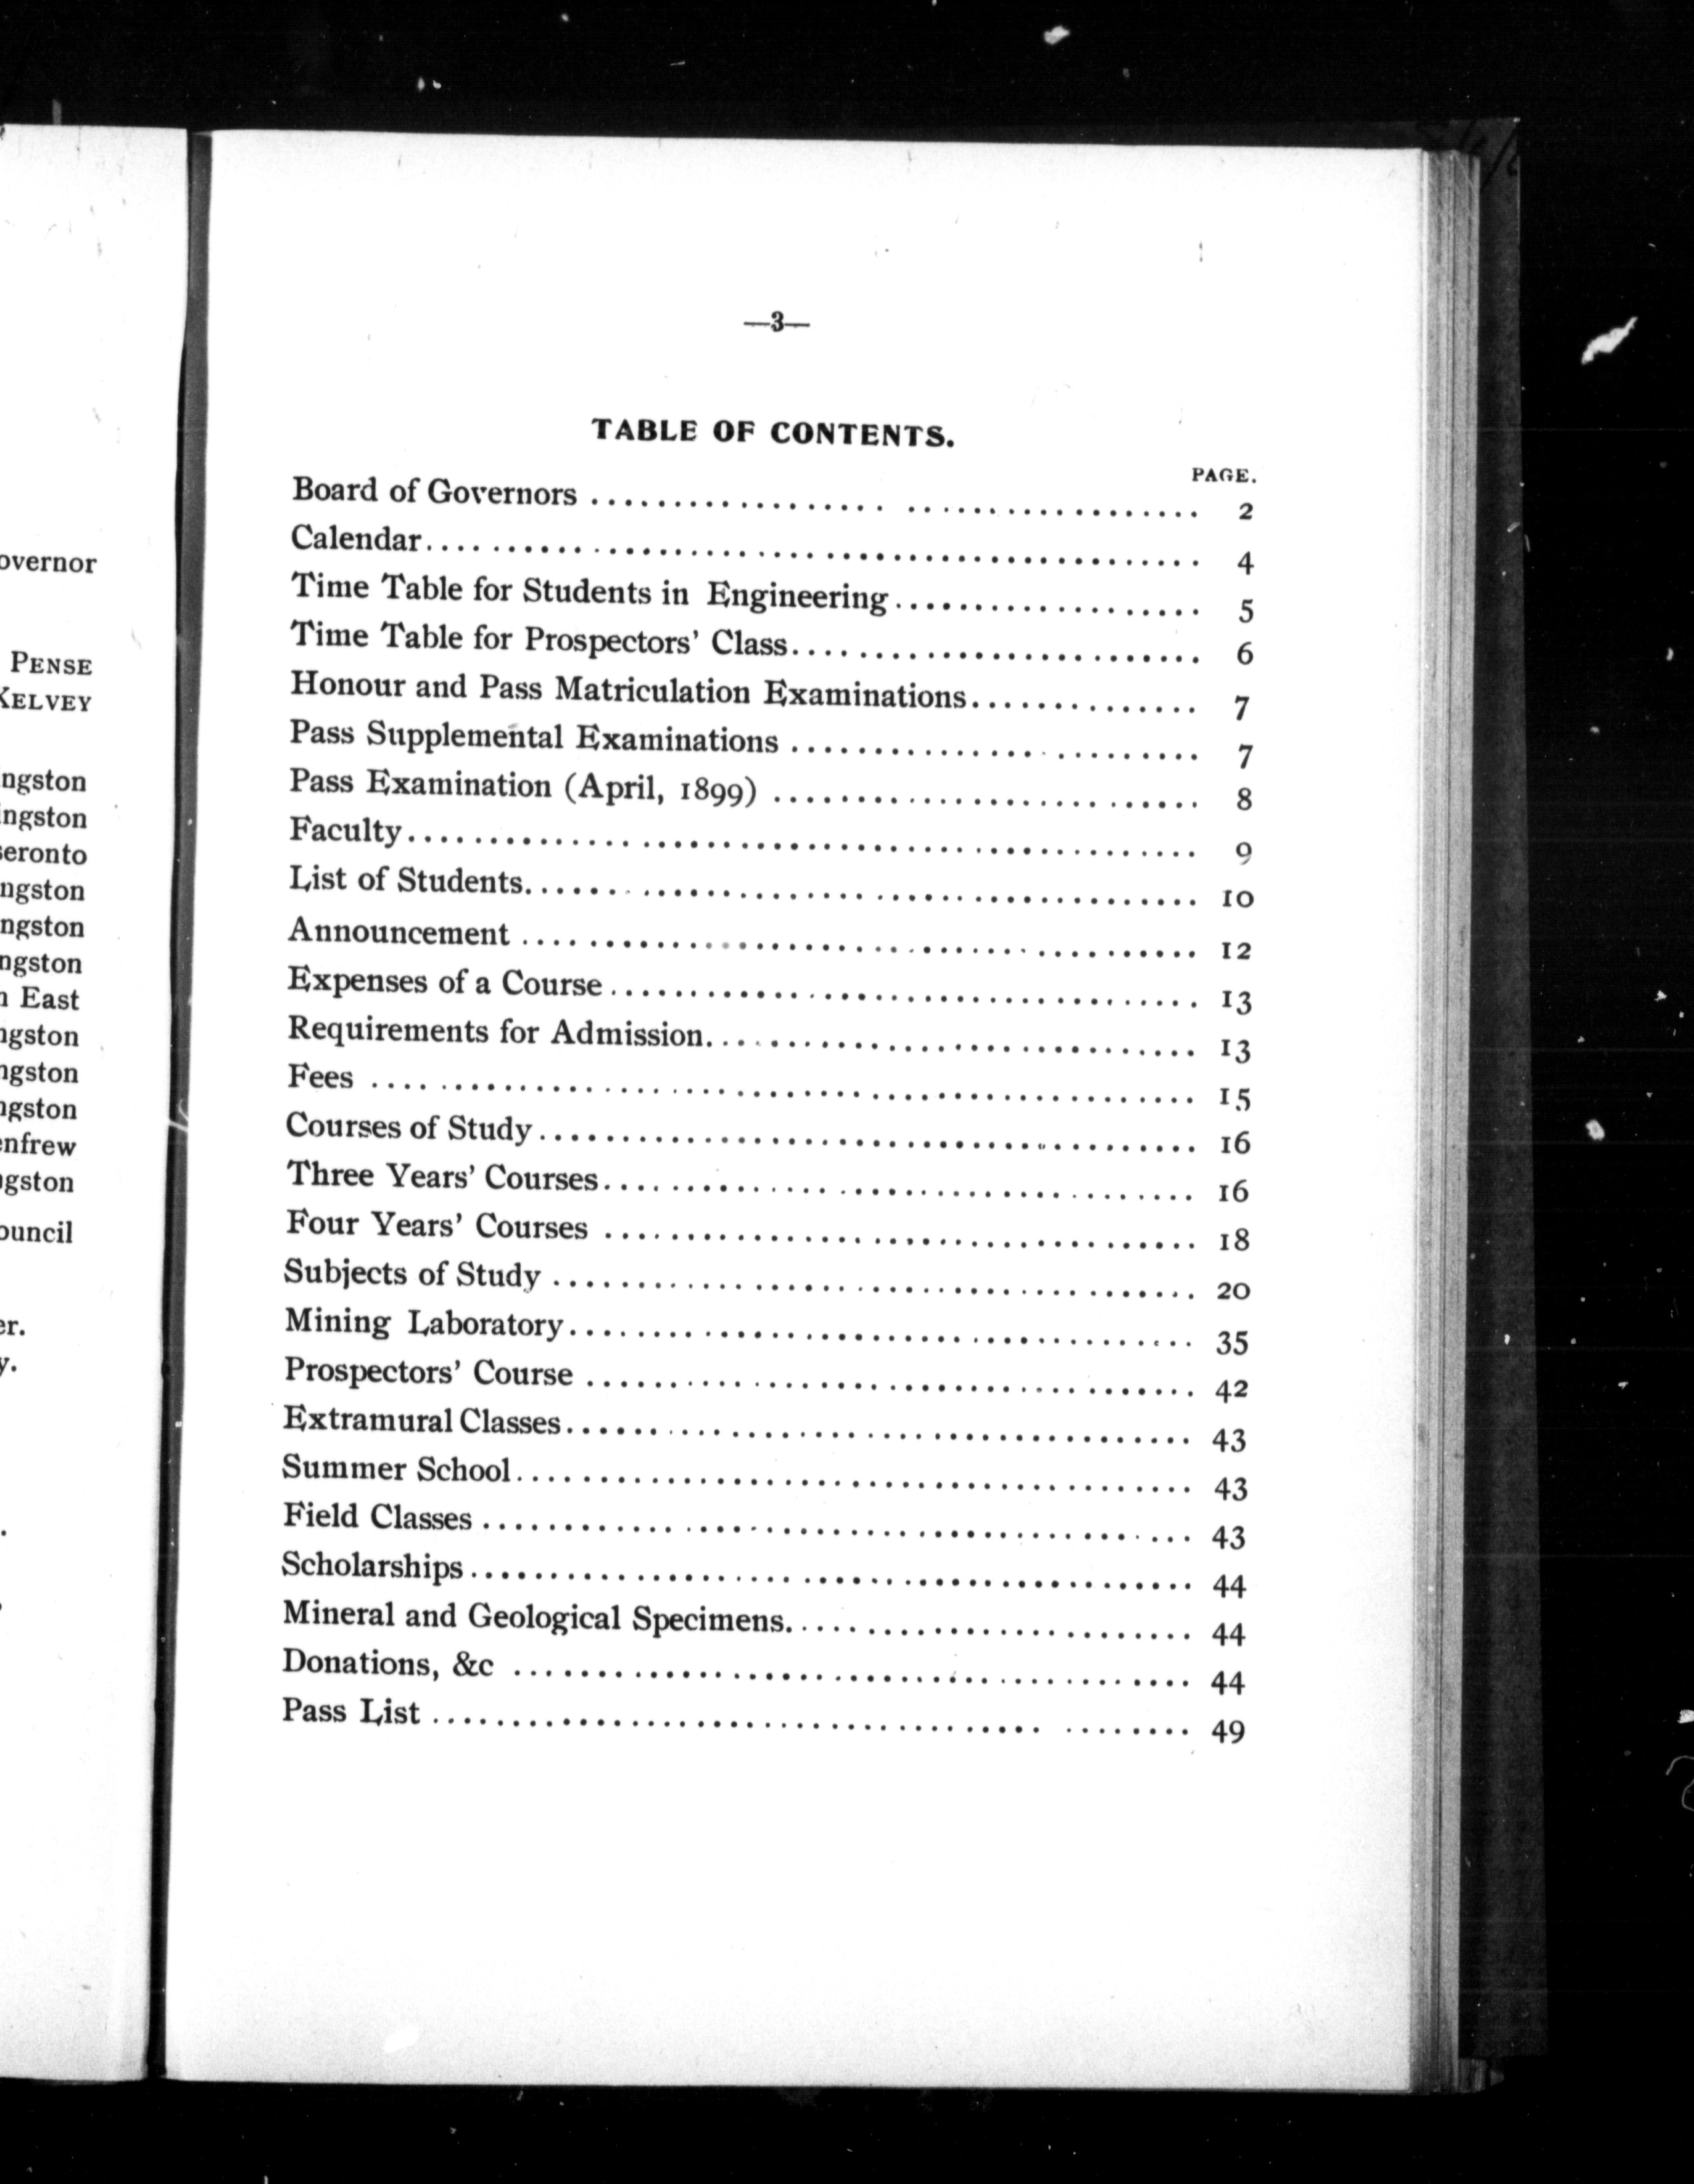 overnor
PENSE
KELVEY
ngston
ingston
seronto
ngston
ngston
ngston
n East
ngston
ngston
ngston
enfrew
ngston
ouncil
er.
y.
—3—
TABLE OF CONTENTS.
PAGE.
Board of Governors .................. .................. 2
Calendar............................................... 4
Time Table for Students in Engineering................... 5
Time Table for Prospectors' Class......................... 6
Honour and Pass Matriculation Examinations.............. 7
Pass Supplemental Examinations ......................... 7
Pass Examination (April, 1899) .......................... 8
Faculty................................................ 9
List of Students........................................ 10
Announcement ........................................ 12
Expenses of a Course.................................... 13
Requirements for Admission.............................. 13
Fees .................................................. 15
Courses of Study........................................ 16
Three Years' Courses.................................... 16
Four Years' Courses .................................... 18
Subjects of Study ....................................... 20
Mining Laboratory...................................... 35
Prospectors' Course ..................................... 42
Extramural Classes...................................... 43
Summer School......................................... 43
Field Classes ........................................... 43
Scholarships............................................ 44
Mineral and Geological Specimens......................... 44
Donations, &c ......................................... 44
Pass List ..................................... ........ 49